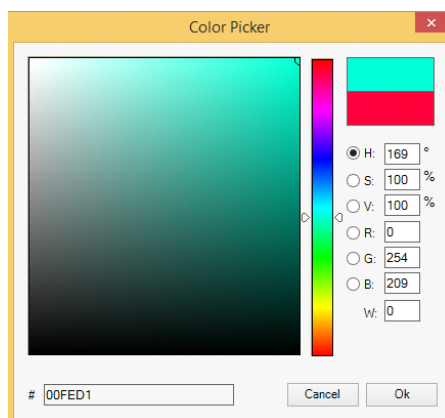 Color Picker
H: 169 °
S: 100 %
V: 100 %
R: 0
G: 254
B: 209
W: 0
# 00FED1 Cancel Ok